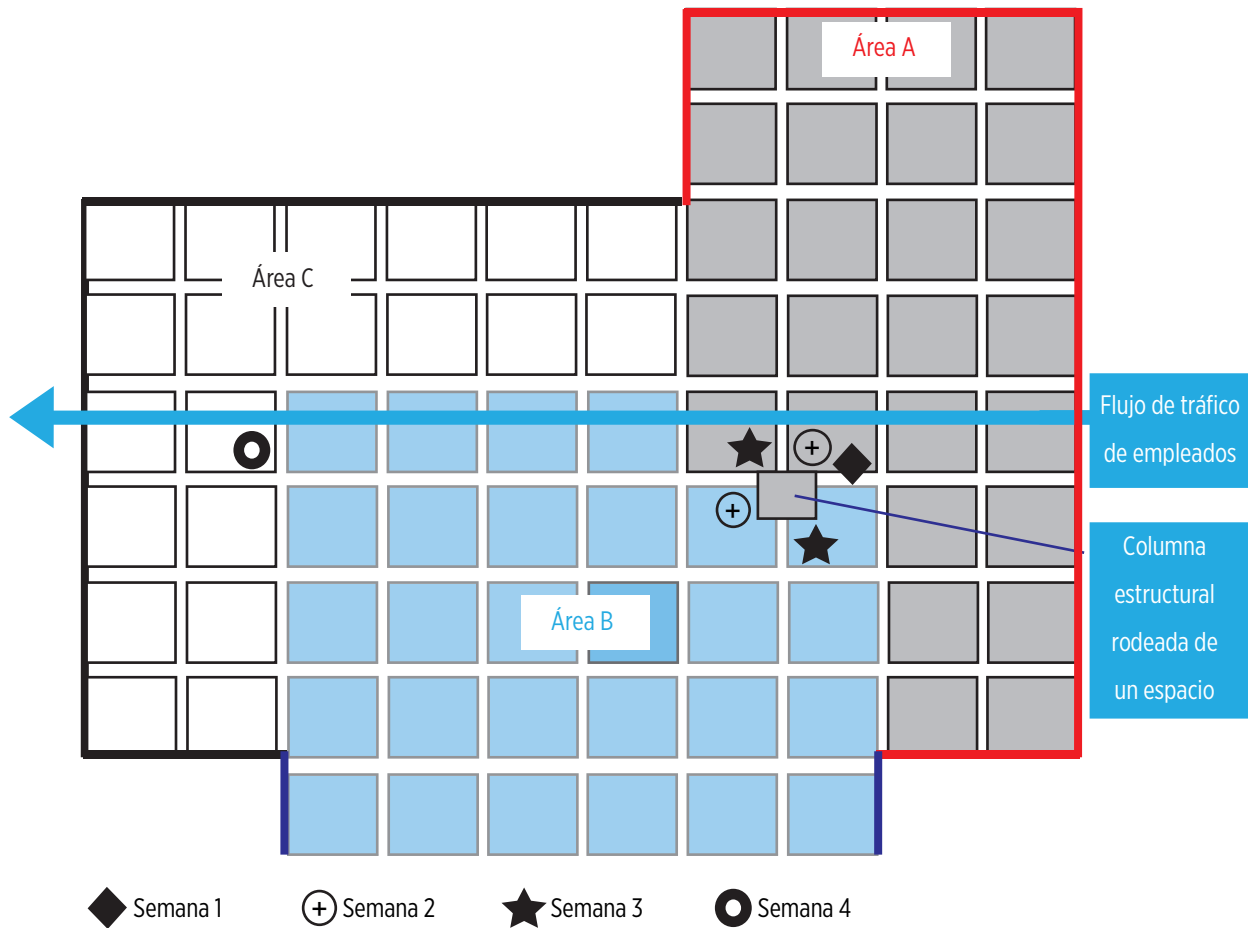 Área A
Área C
Flujo de tráfico
de empleados
Columna
estructural
rodeada de
un espacio
Área B
Semana 1
Semana 2
Semana 3
Semana 4